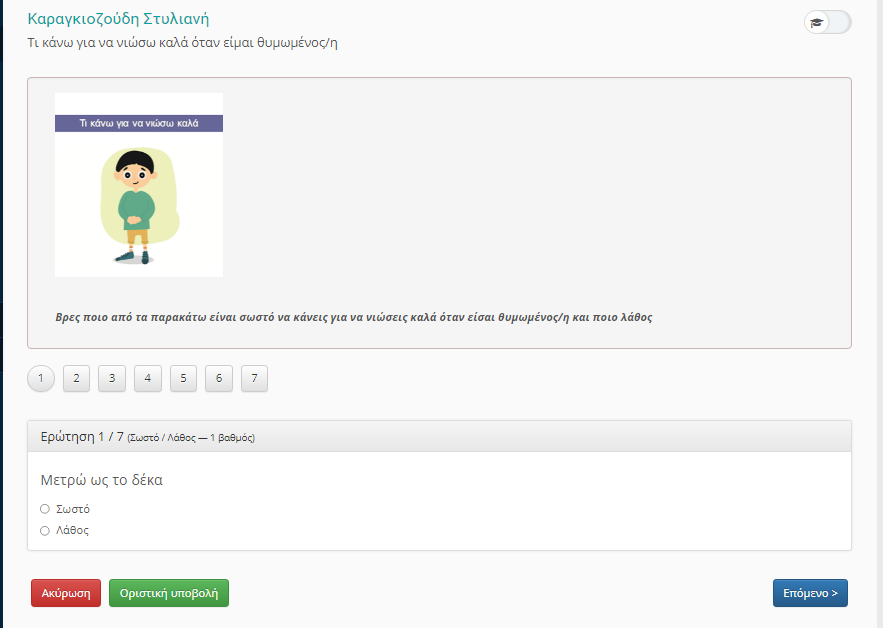 Καραγκιοζούδη Στυλιανή
Τι κάνω για να νιώσω καλά όταν είμαι θυμωμένος/η
Τι κάνω για να νιώσω καλά
Βρες ποιο από τα παρακάτω είναι σωστό να κάνεις για να νιώσεις καλά όταν είσαι θυμωμένος/η και ποιο λάθος
1 2 3 4 5 6 7
Ερώτηση 1 / 7 (Σωστό / Λάθος — 1 βαθμός)
Μετρώ ως το δέκα
Σωστό
Λάθος
Ακύρωση Οριστική υποβολή Επόμενο >